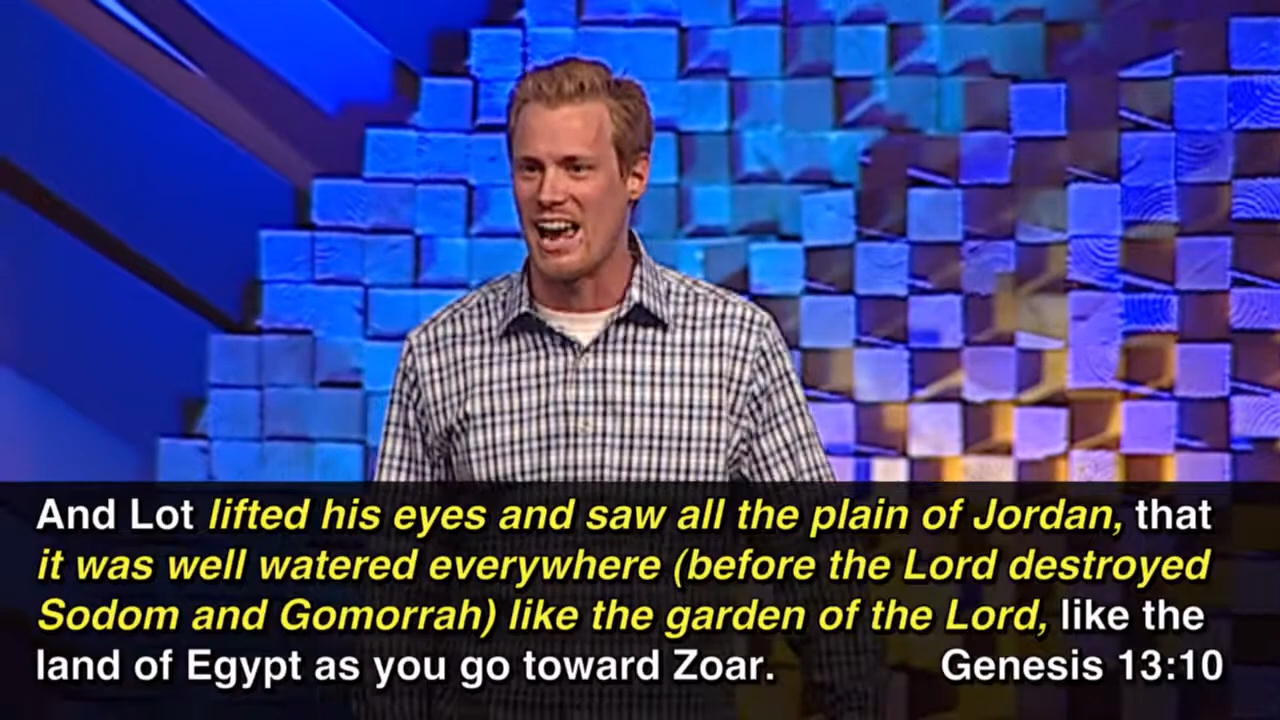 And Lot lifted his eyes and saw all the plain of Jordan, that
it was well watered everywhere (before the Lord destroyed
Sodom and Gomorrah) like the garden of the Lord, like the
land of Egypt as you go toward Zoar. Genesis 13:10